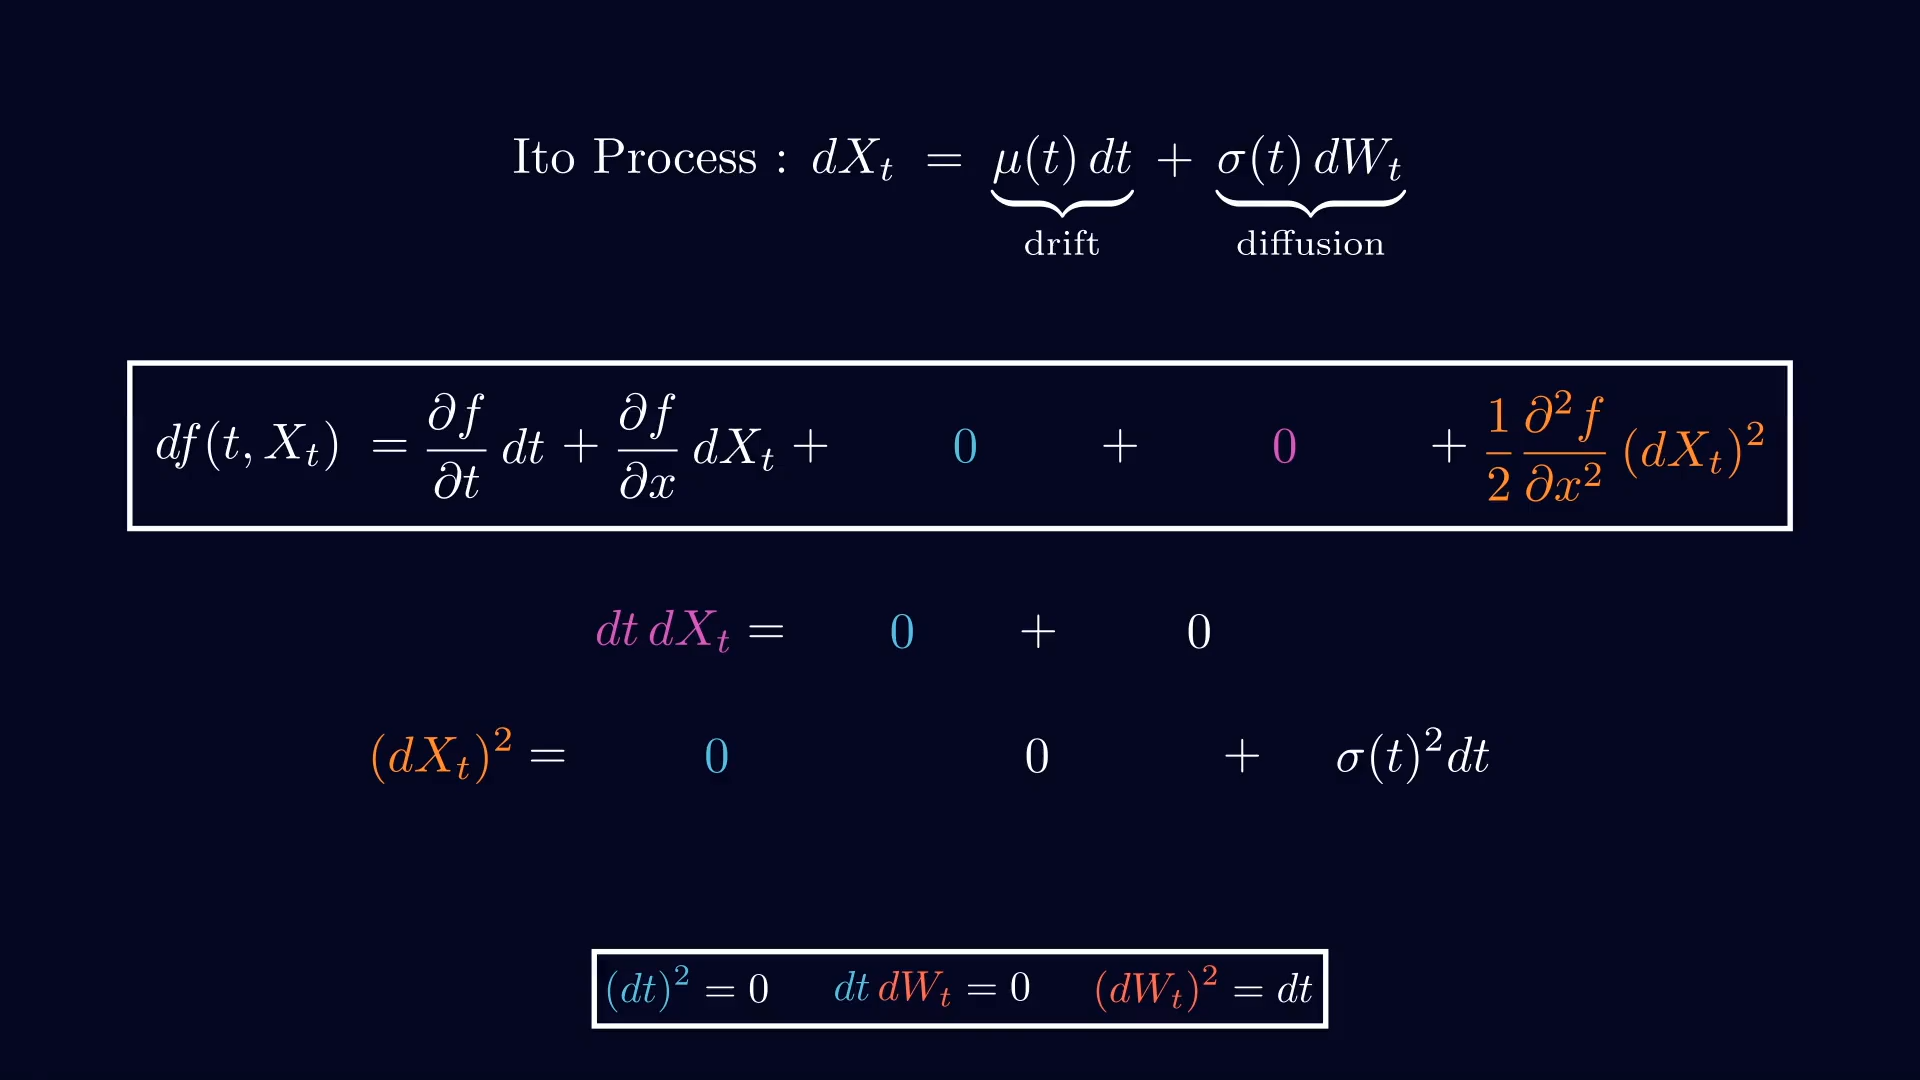 Ito Process : dX_t = μ(t) dt + σ(t) dW_t
drift diffusion
df(t, X_t) = ∂f/∂t dt + ∂f/∂x dX_t + 0 + 0 + 1/2 ∂²f/∂x² (dX_t)²
dt dX_t = 0 + 0
(dX_t)² = 0 0 + σ(t)²dt
(dt)² = 0 dt dW_t = 0 (dW_t)² = dt